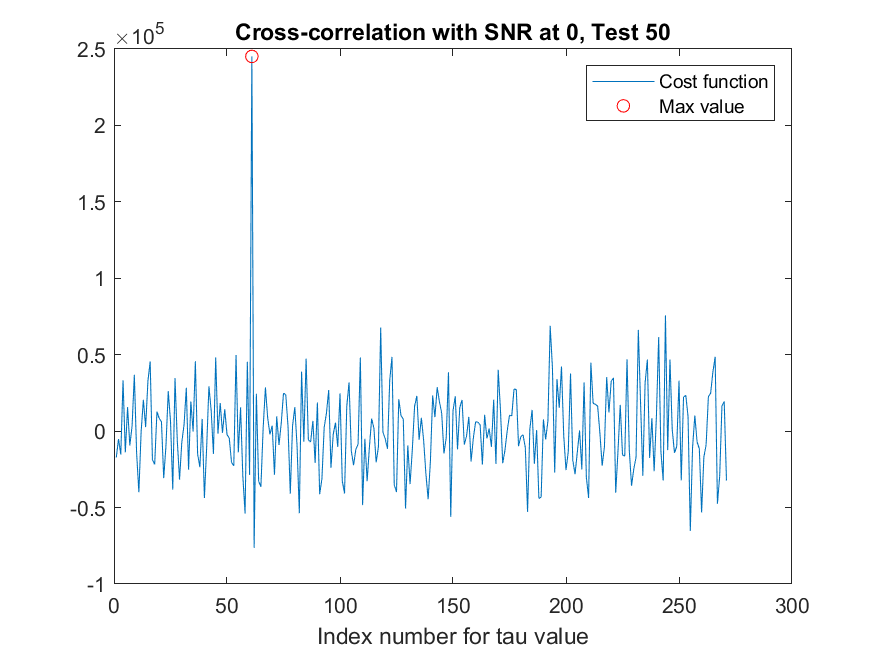 Cross-correlation with SNR at 0, Test 50
×10^5
2.5
2
1.5
1
0.5
0
-0.5
-1
0 50 100 150 200 250 300
Index number for tau value
Cost function
Max value